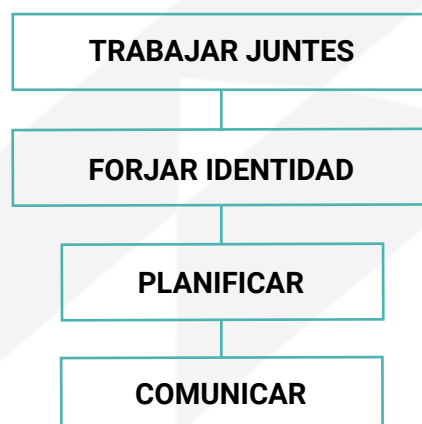 TRABAJAR JUNTES
FORJAR IDENTIDAD
PLANIFICAR
COMUNICAR